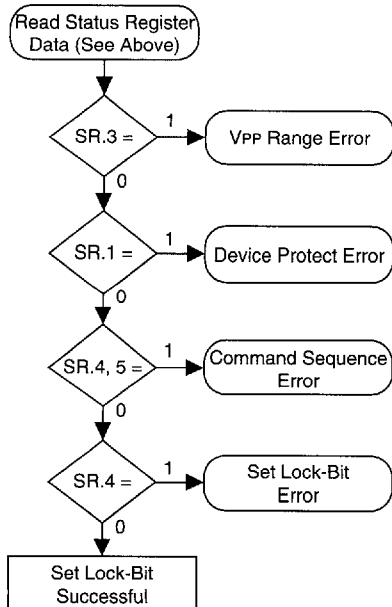 Read Status Register
Data (See Above)
SR.3 =
1
VPP Range Error
0
SR.1 =
1
Device Protect Error
0
SR.4, 5 =
1
Command Sequence
Error
0
SR.4 =
1
Set Lock-Bit
Error
0
Set Lock-Bit
Successful